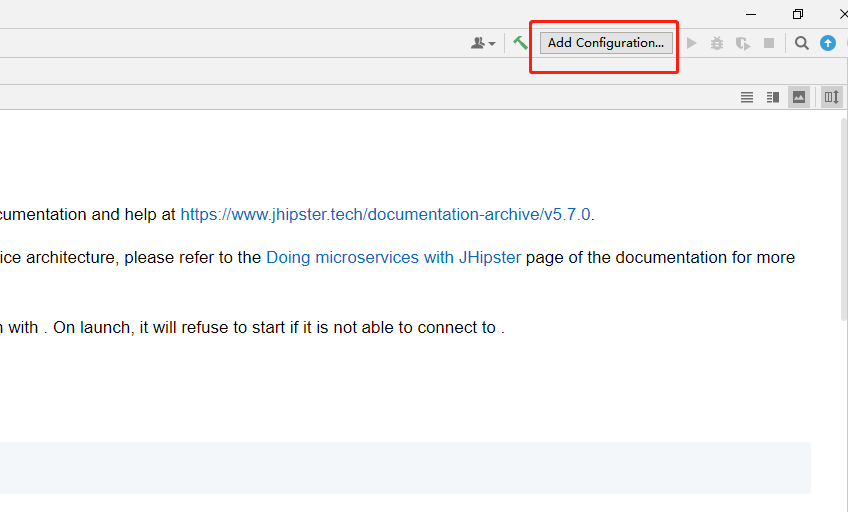 Add Configuration...
cumentation and help at https://www.jhipster.tech/documentation-archive/v5.7.0.
ice architecture, please refer to the Doing microservices with JHipster page of the documentation for more
with . On launch, it will refuse to start if it is not able to connect to .